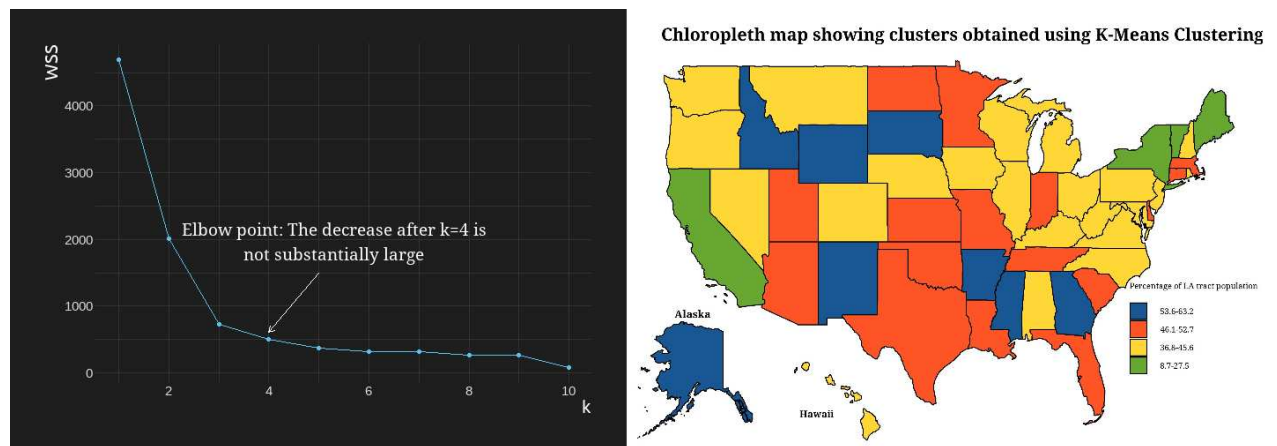 WSS
4000
3000
2000
1000
0
Elbow point: The decrease after k=4 is
not substantially large
2 4 6 8 10
k
Chloropleth map showing clusters obtained using K-Means Clustering
Alaska
Hawaii
Percentage of LA tract population
53.6-63.2
46.1-52.7
36.8-45.6
8.7-27.5